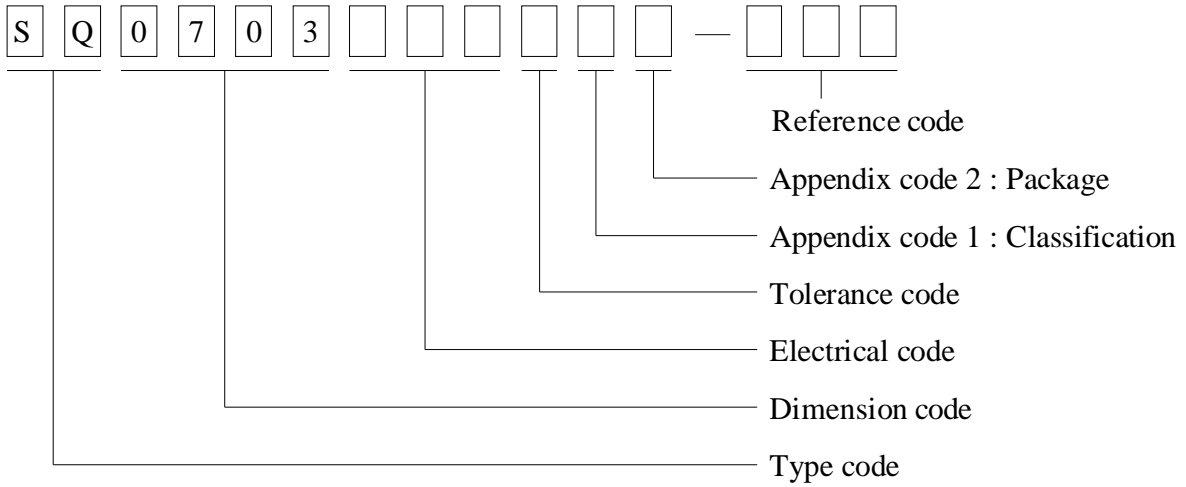 S Q 0 7 0 3 —
Reference code
Appendix code 2 : Package
Appendix code 1 : Classification
Tolerance code
Electrical code
Dimension code
Type code